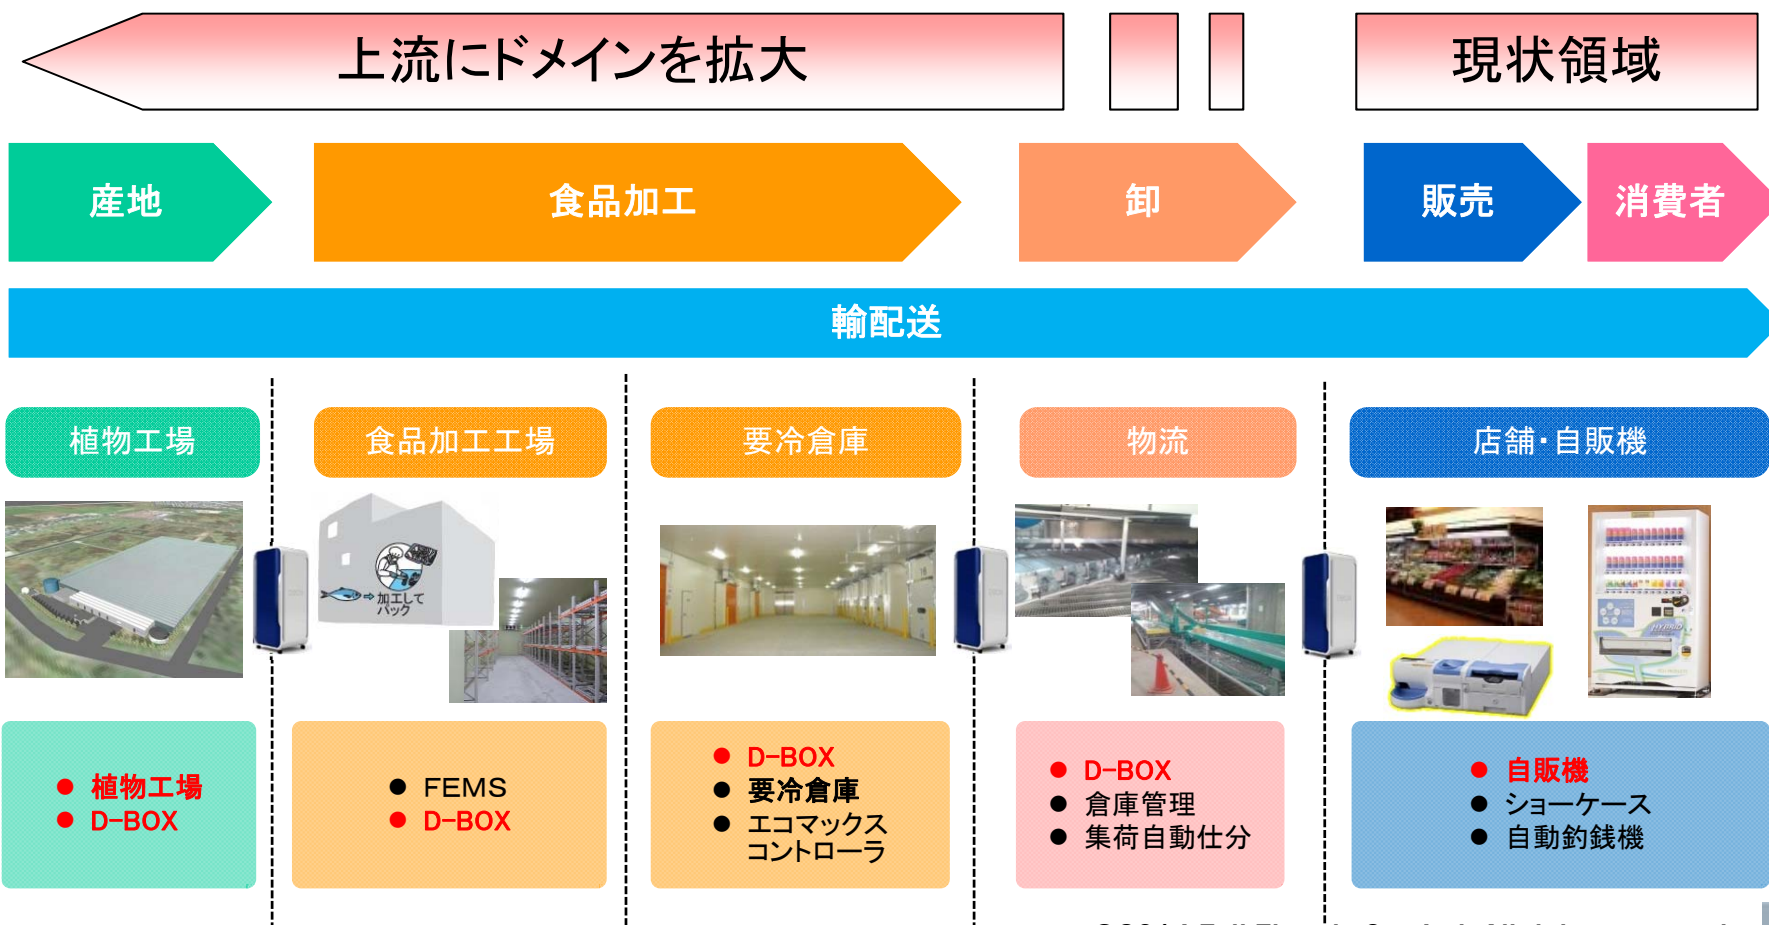 上流にドメインを拡大
現状領域
産地
食品加工
卸
販売
消費者
輸配送
植物工場
食品加工工場
要冷倉庫
物流
店舗・自販機
加工して
パック
● 植物工場
● D-BOX
● FEMS
● D-BOX
● D-BOX
● 要冷倉庫
● エコマックス
コントローラ
● D-BOX
● 倉庫管理
● 集荷自動仕分
● 自販機
● ショーケース
● 自動釣銭機